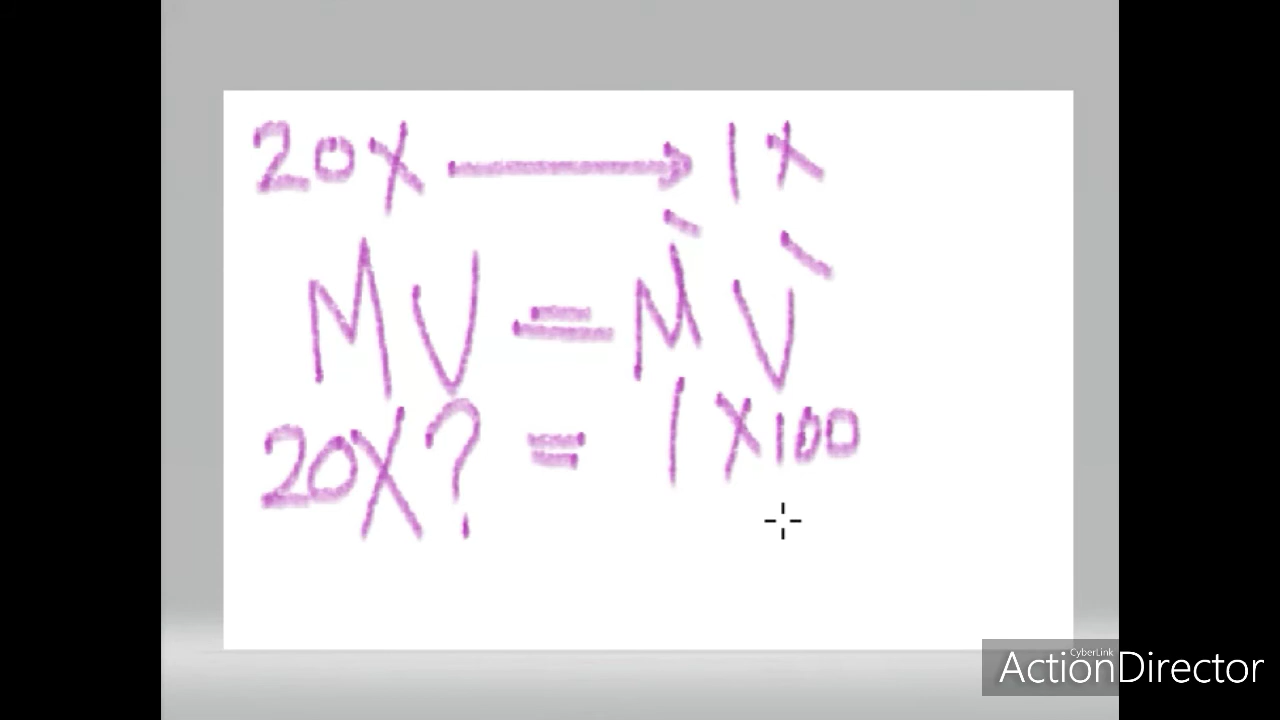 20X → 1X
MV = M̀ V̀
20X? = 1X100
CyberLink
ActionDirector